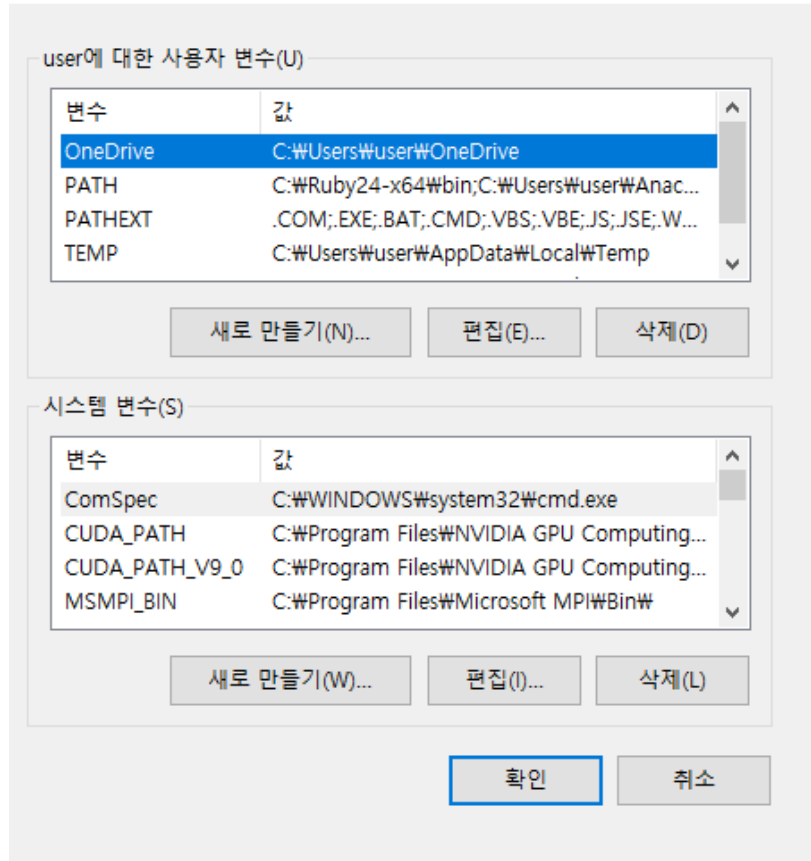 user에 대한 사용자 변수(U)
변수 값
OneDrive C:₩Users₩user₩OneDrive
PATH C:₩Ruby24-x64₩bin;C:₩Users₩user₩Anac...
PATHEXT .COM;.EXE;.BAT;.CMD;.VBS;.VBE;.JS;.JSE;.W...
TEMP C:₩Users₩user₩AppData₩Local₩Temp
새로 만들기(N)... 편집(E)... 삭제(D)
시스템 변수(S)
변수 값
ComSpec C:₩WINDOWS₩system32₩cmd.exe
CUDA_PATH C:₩Program Files₩NVIDIA GPU Computing...
CUDA_PATH_V9_0 C:₩Program Files₩NVIDIA GPU Computing...
MSMPI_BIN C:₩Program Files₩Microsoft MPI₩Bin₩
새로 만들기(W)... 편집(I)... 삭제(L)
확인 취소